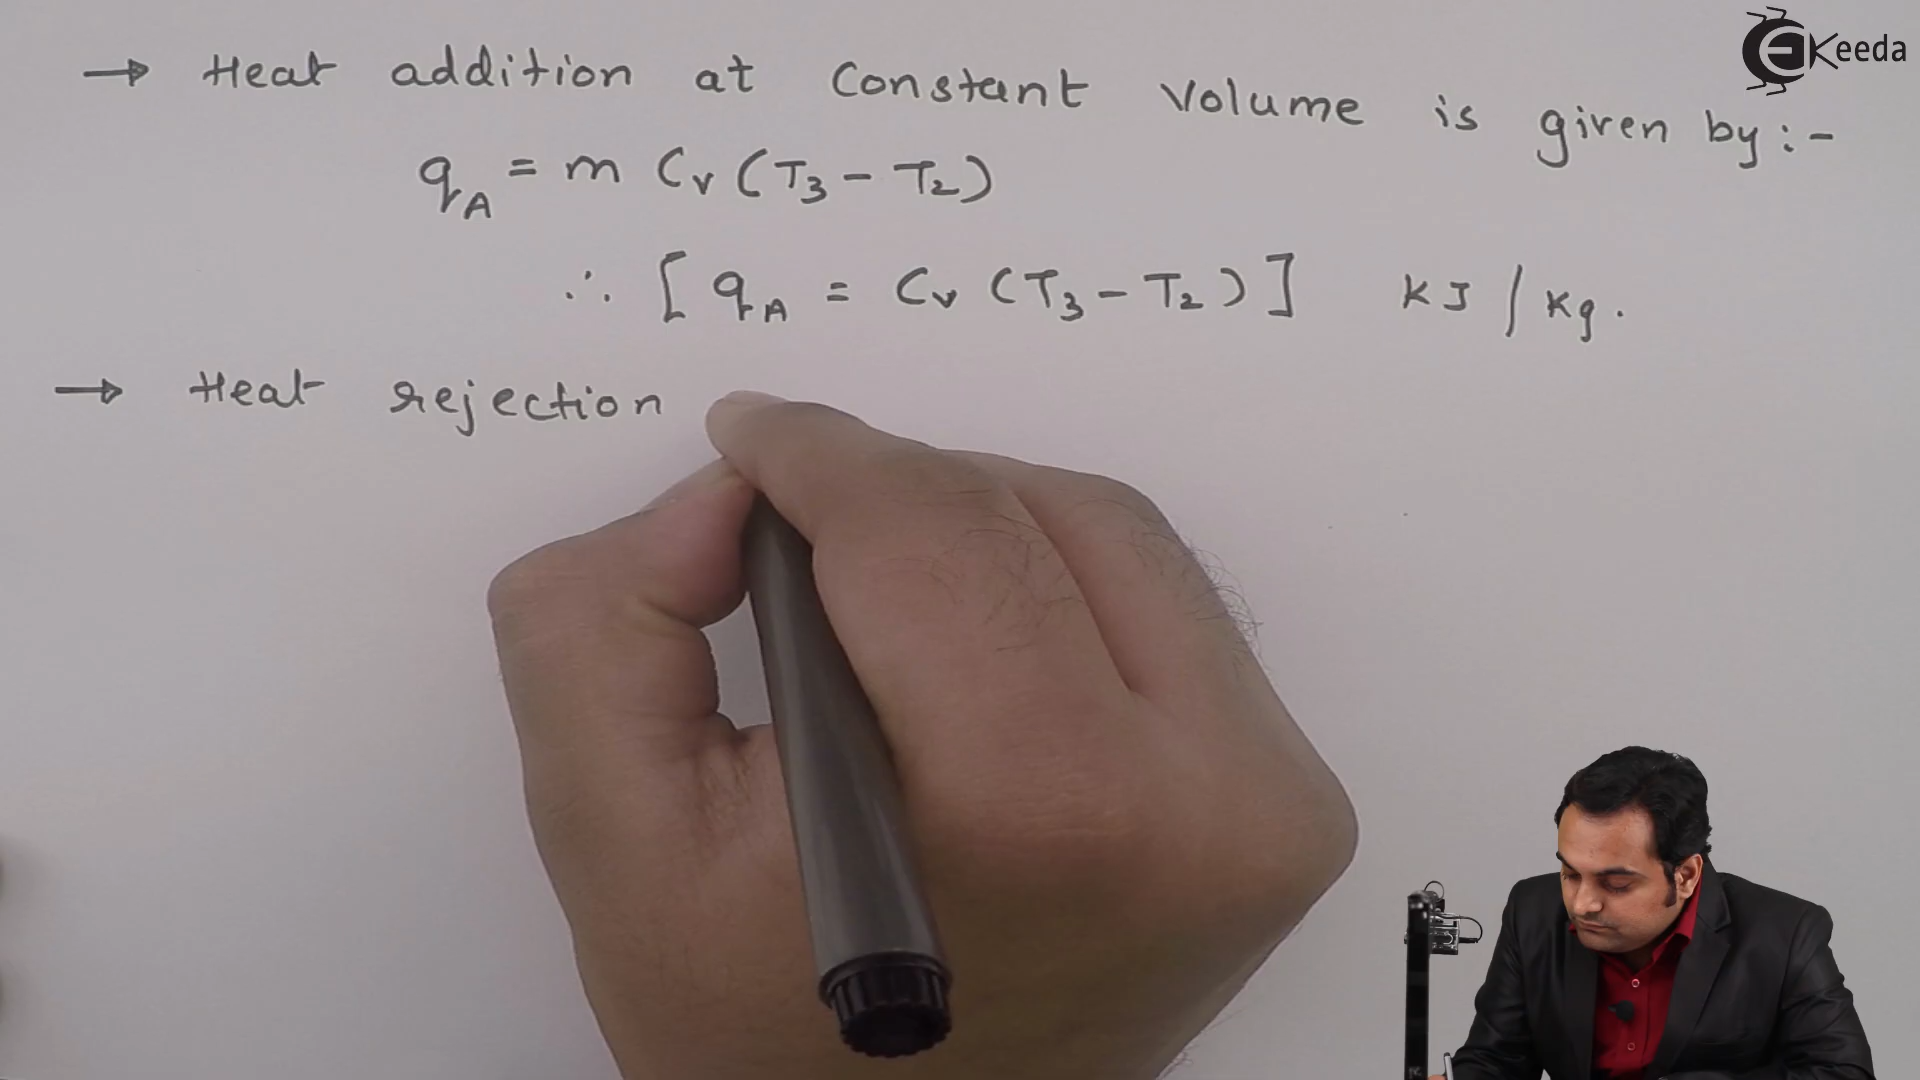 EKeeda
→ Heat addition at Constant Volume is given by:-
q_A = m C_v (T_3 - T_2)
∴ [ q_A = C_v (T_3 - T_2) ] KJ / Kg.
→ Heat rejection